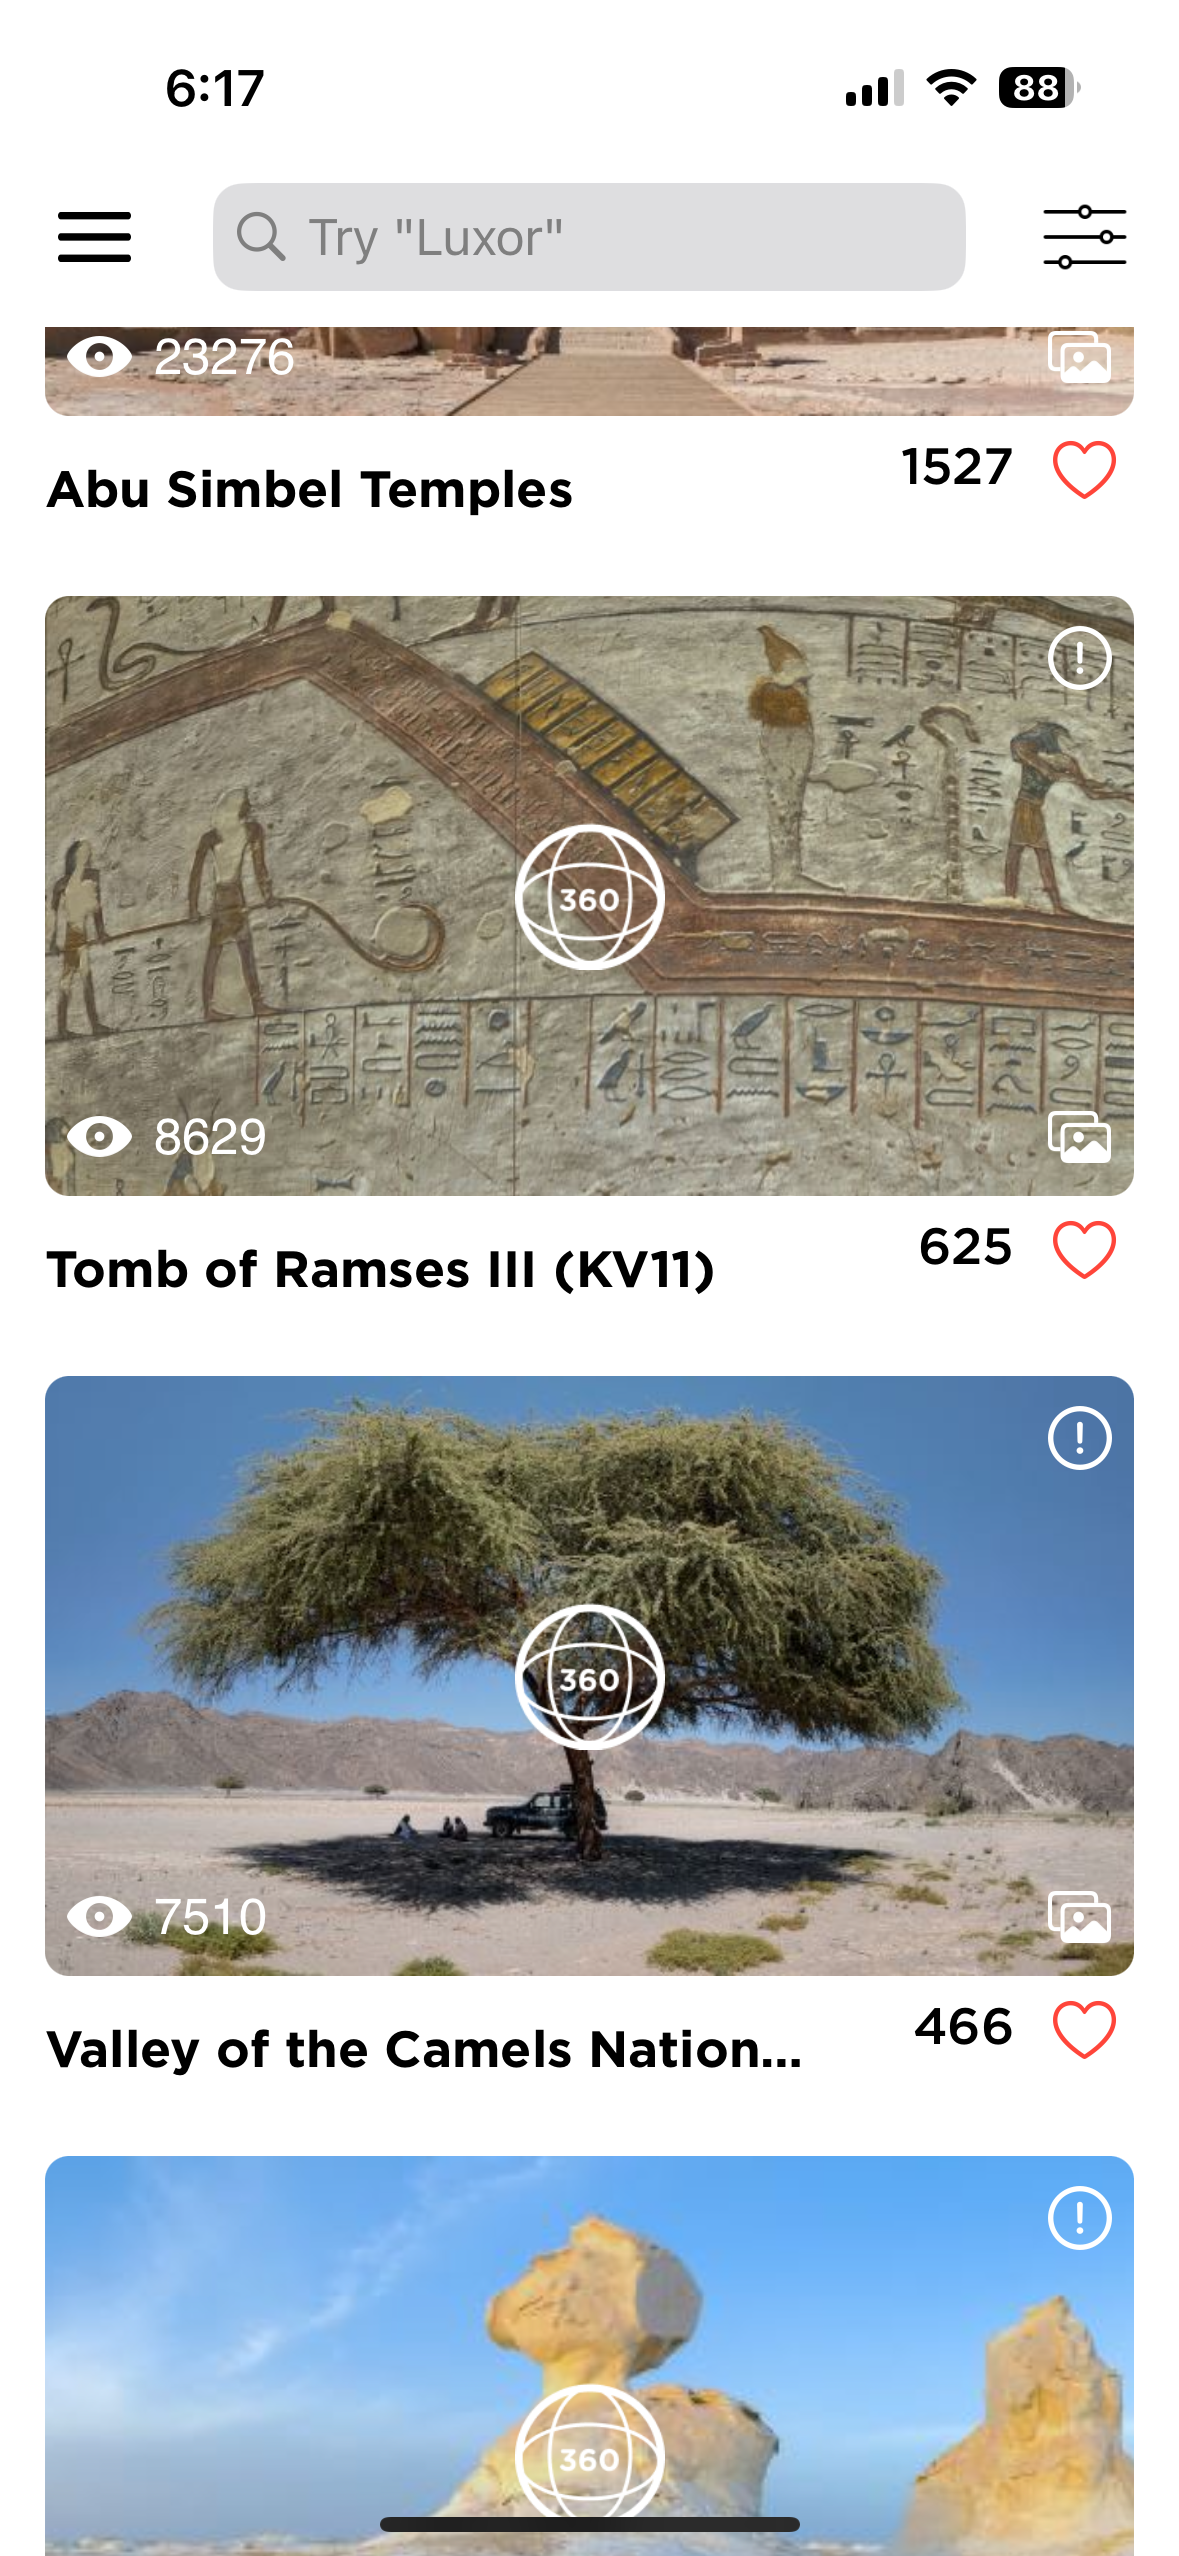 6:17
88
Try "Luxor"
23276
Abu Simbel Temples
1527
360
8629
Tomb of Ramses III (KV11)
625
360
7510
Valley of the Camels Nation...
466
360